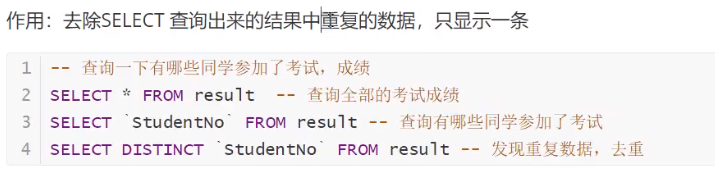 作用：去除SELECT 查询出来的结果中重复的数据，只显示一条
1 -- 查询一下有哪些同学参加了考试，成绩
2 SELECT * FROM result  -- 查询全部的考试成绩
3 SELECT `StudentNo` FROM result -- 查询有哪些同学参加了考试
4 SELECT DISTINCT `StudentNo` FROM result -- 发现重复数据，去重